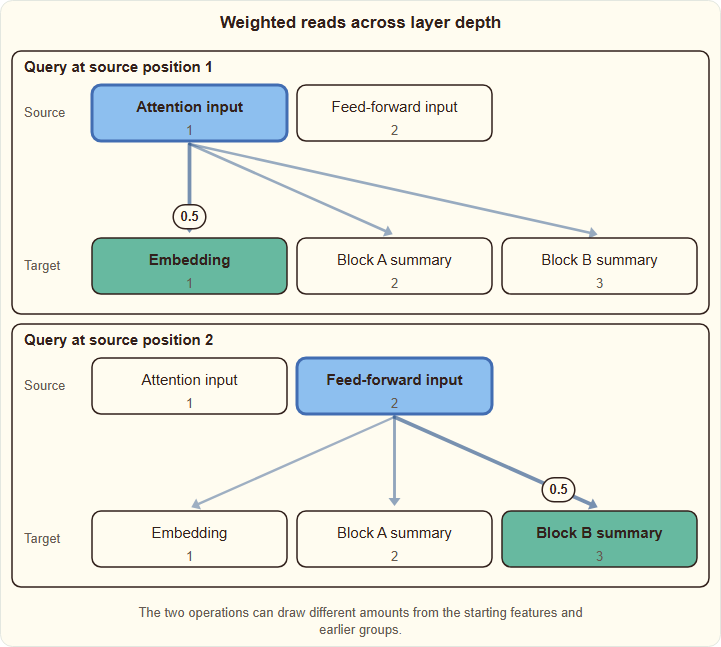 Weighted reads across layer depth
Query at source position 1
Source
Attention input
1
Feed-forward input
2
0.5
Target
Embedding
1
Block A summary
2
Block B summary
3
Query at source position 2
Source
Attention input
1
Feed-forward input
2
0.5
Target
Embedding
1
Block A summary
2
Block B summary
3
The two operations can draw different amounts from the starting features and
earlier groups.